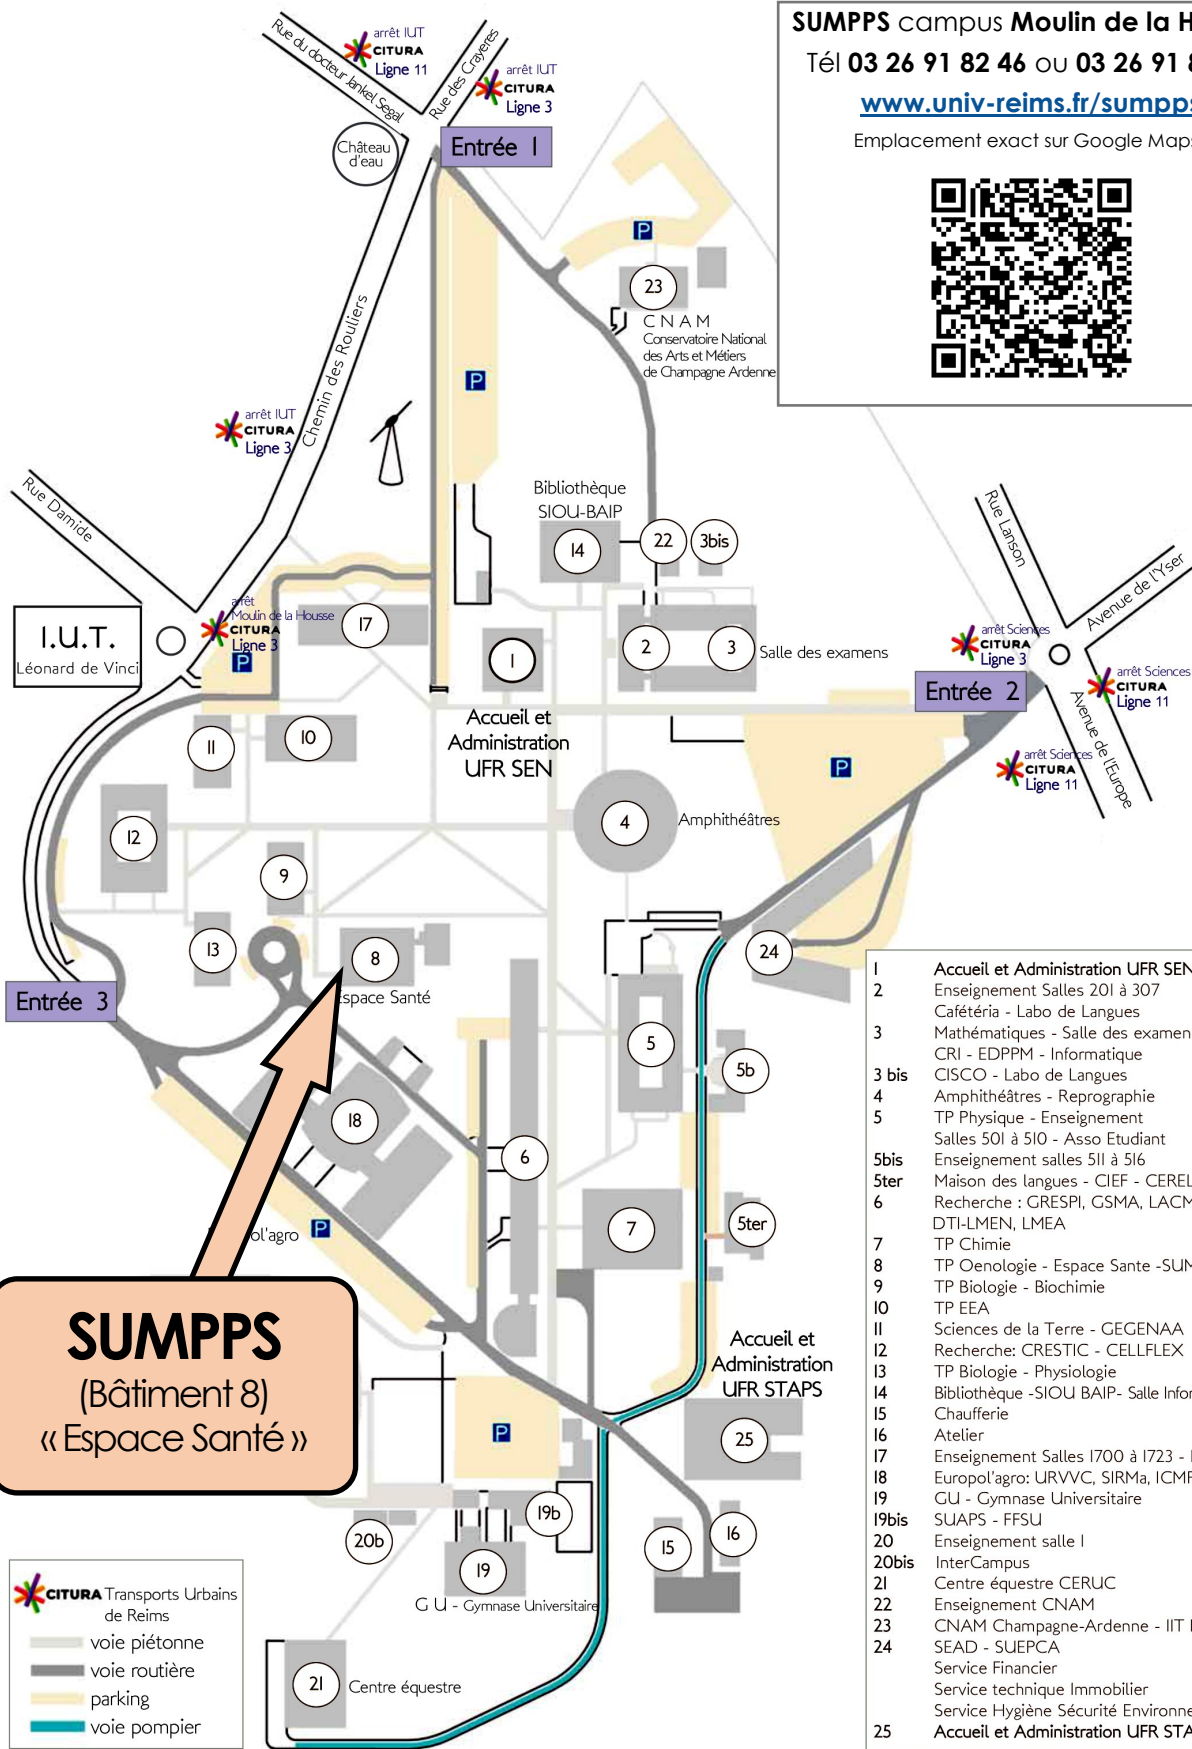 SUMPPS campus Moulin de la H
Tél 03 26 91 82 46 ou 03 26 91 8
www.univ-reims.fr/sumpps
Emplacement exact sur Google Maps
arrêt IUT
CITURA
Ligne 11
Rue du docteur Jankel Segal
Rue des Crayeres
arrêt IUT
CITURA
Ligne 3
Château
d'eau
Entrée 1
P
23
C N A M
Conservatoire National
des Arts et Métiers
de Champagne Ardenne
P
Chemin des Rouliers
arrêt IUT
CITURA
Ligne 3
Rue Damide
Bibliothèque
SIOU-BAIP
14
22
3bis
Rue Lanson
Avenue de l'Yser
I.U.T.
Léonard de Vinci
arrêt
Moulin de la Housse
CITURA
Ligne 3
P
17
1
2
3
Salle des examens
arrêt Sciences
CITURA
Ligne 3
Entrée 2
arrêt Sciences
CITURA
Ligne 11
Avenue de l'Europe
arrêt Sciences
CITURA
Ligne 11
Accueil et
Administration
UFR SEN
11
10
P
12
4
Amphithéâtres
9
13
8
Espace Santé
24
Entrée 3
5
5b
18
6
7
5ter
ol'agro
P
SUMPPS
(Bâtiment 8)
« Espace Santé »
Accueil et
Administration
UFR STAPS
P
25
19b
20b
19
15
16
G U - Gymnase Universitaire
21
Centre équestre
CITURA Transports Urbains
de Reims
voie piétonne
voie routière
parking
voie pompier
1 Accueil et Administration UFR SEN
2 Enseignement Salles 201 à 307
Cafétéria - Labo de Langues
3 Mathématiques - Salle des examen
CRI - EDPPM - Informatique
3 bis CISCO - Labo de Langues
4 Amphithéâtres - Reprographie
5 TP Physique - Enseignement
Salles 501 à 510 - Asso Etudiant
5bis Enseignement salles 511 à 516
5ter Maison des langues - CIEF - CEREL
6 Recherche : GRESPI, GSMA, LACM
DTI-LMEN, LMEA
7 TP Chimie
8 TP Oenologie - Espace Sante -SUM
9 TP Biologie - Biochimie
10 TP EEA
11 Sciences de la Terre - GEGENAA
12 Recherche: CRESTIC - CELLFLEX
13 TP Biologie - Physiologie
14 Bibliothèque -SIOU BAIP- Salle Infor
15 Chaufferie
16 Atelier
17 Enseignement Salles 1700 à 1723 -
18 Europol'agro: URVVC, SIRMa, ICMF
19 GU - Gymnase Universitaire
19bis SUAPS - FFSU
20 Enseignement salle 1
20bis InterCampus
21 Centre équestre CERUC
22 Enseignement CNAM
23 CNAM Champagne-Ardenne - IIT
24 SEAD - SUEPCA
Service Financier
Service technique Immobilier
Service Hygiène Sécurité Environne
25 Accueil et Administration UFR STA